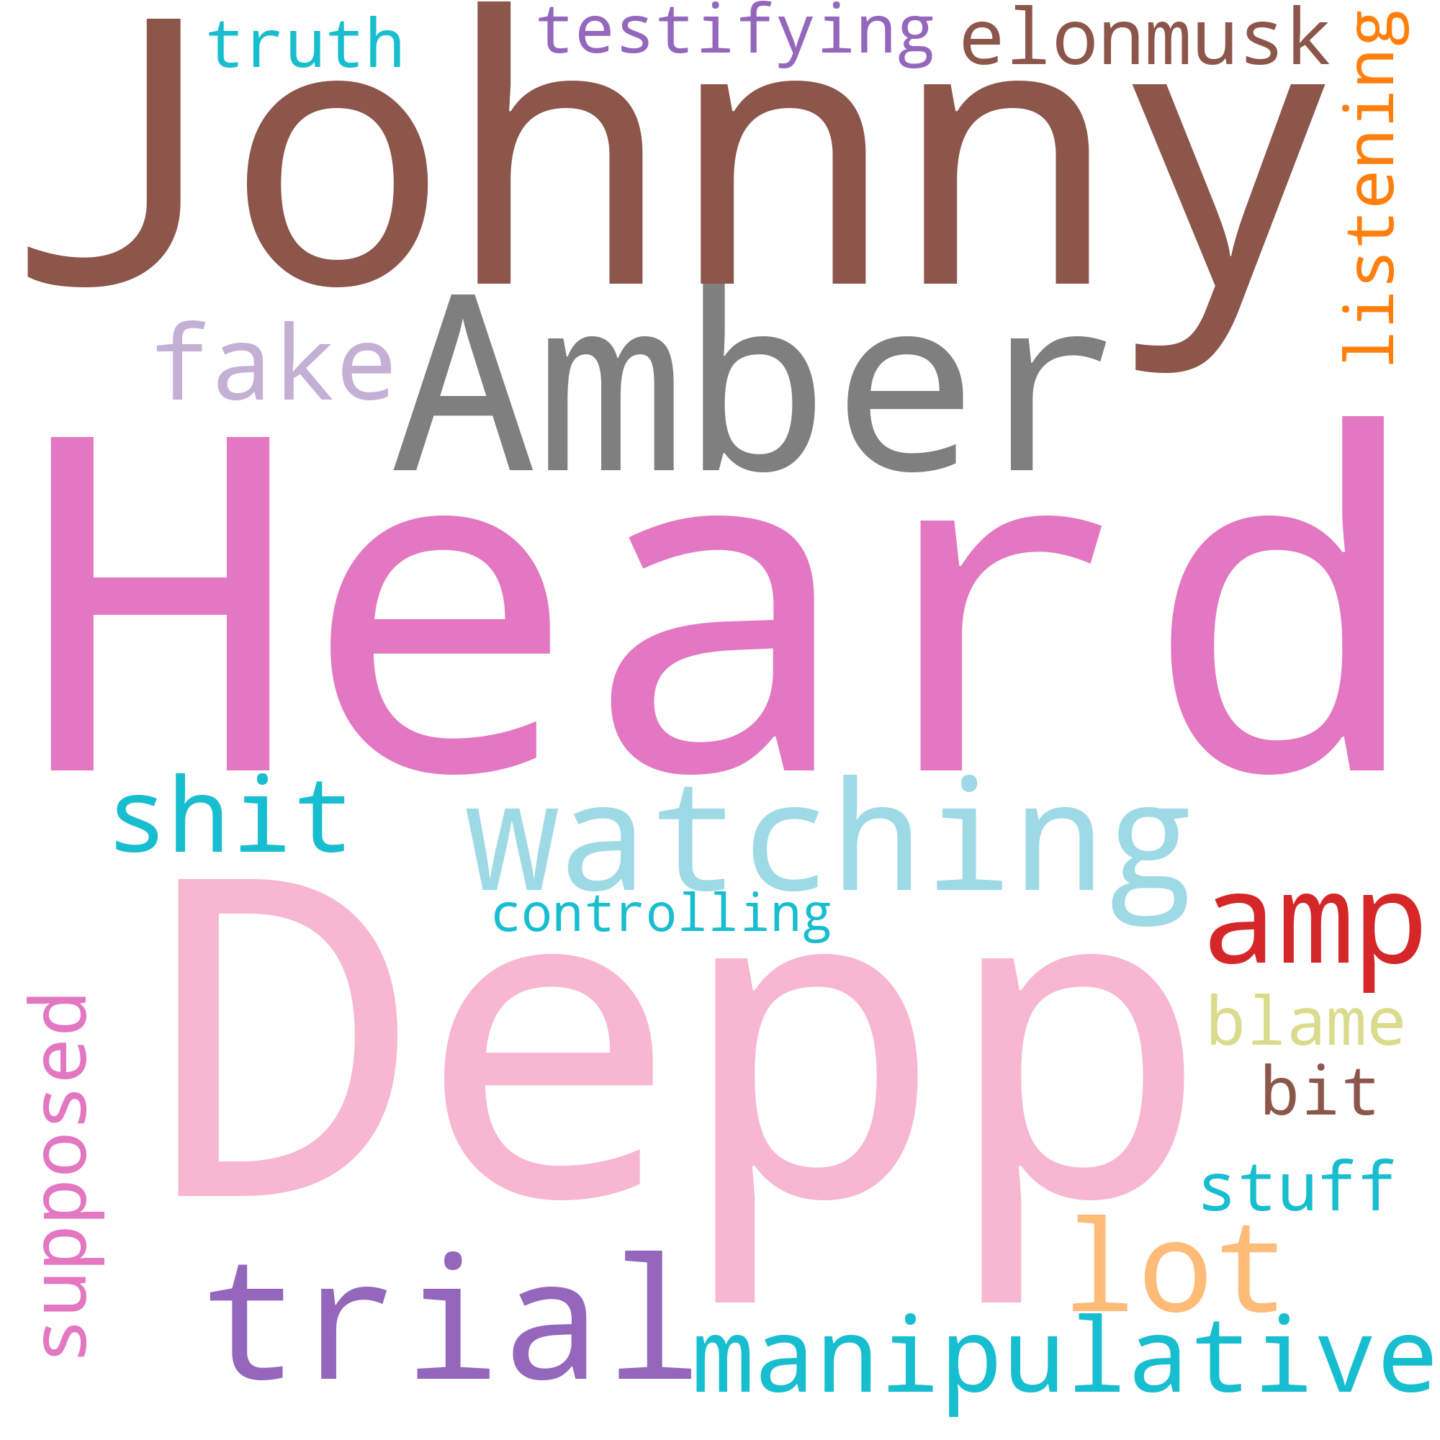 truth
testifying
elonmusk
Johnny
listening
fake
Amber
Heard
shit
watching
controlling
amp
Depp
blame
bit
supposed
stuff
lot
trial
manipulative